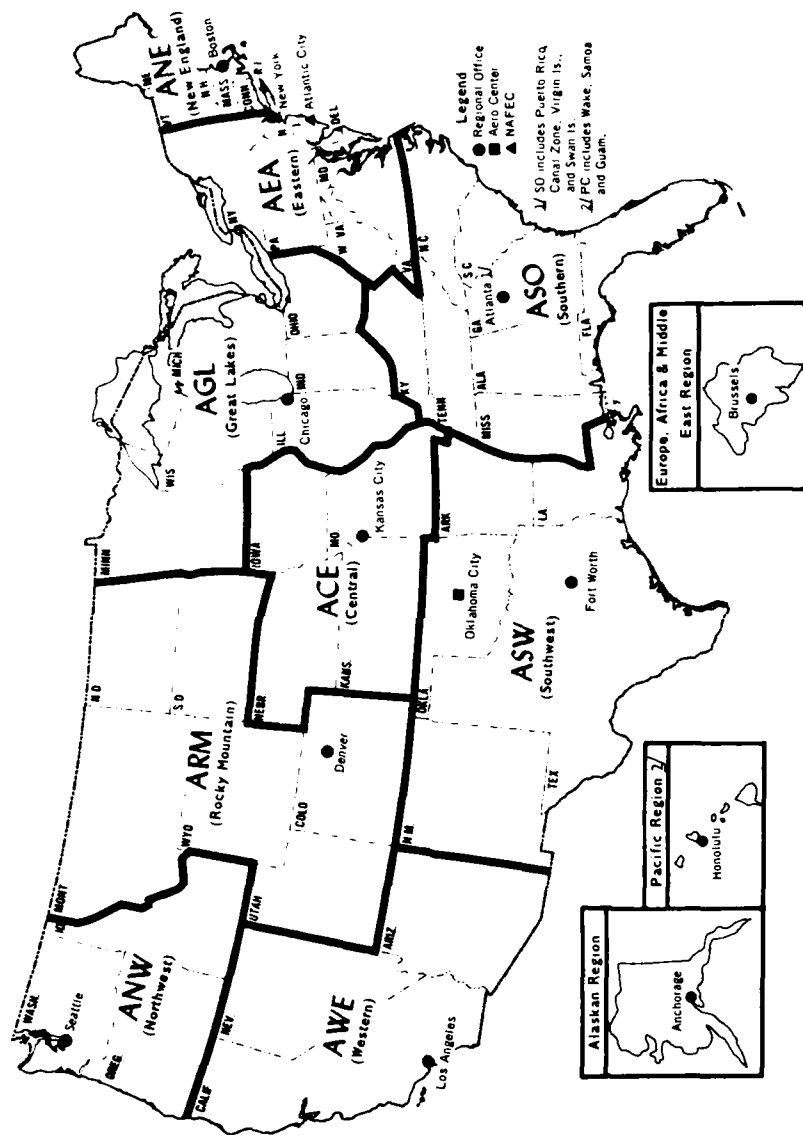 WASH.
Seattle
ANW
(Northwest)
OREG
ID
MONT
ARM
(Rocky Mountain)
WYO
N D
S D
NEBR
CALIF
NEV.
UTAH
COLO
Denver
AWE
(Western)
Los Angeles
ARIZ
N M.
MINN
WIS
MICH
AGL
(Great Lakes)
ILL
IND
OHIO
Chicago
IOWA
ACE
(Central)
MO
Kansas City
KANS.
OKLA
Oklahoma City
ASW
(Southwest)
Fort Worth
TEX
ARK
LA
ANE
(New England)
ME
VT
N H
MASS
Boston
CONN
R I
AEA
(Eastern)
NY
New York
N J
Atlantic City
PA
DEL
MD
W VA
VA
KY
TENN
N C
S C
MISS
ALA
GA
Atlanta 1/
ASO
(Southern)
FLA
Legend
Regional Office
Aero Center
NAFEC
1/ SO includes Puerto Rico,
Canal Zone, Virgin Is.,
and Swan Is.
2/ PC includes Wake, Samoa
and Guam.
Alaskan Region
Anchorage
Pacific Region 2/
Honolulu
Europe, Africa & Middle
East Region
Brussels